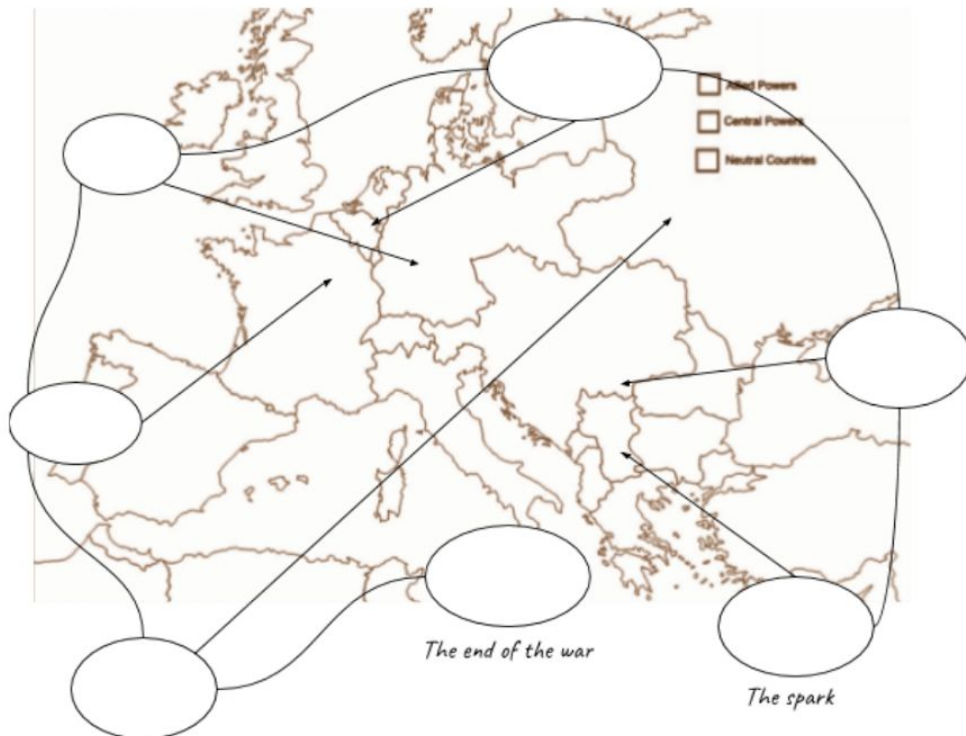 Allied Powers
Central Powers
Neutral Countries
The end of the war
The spark